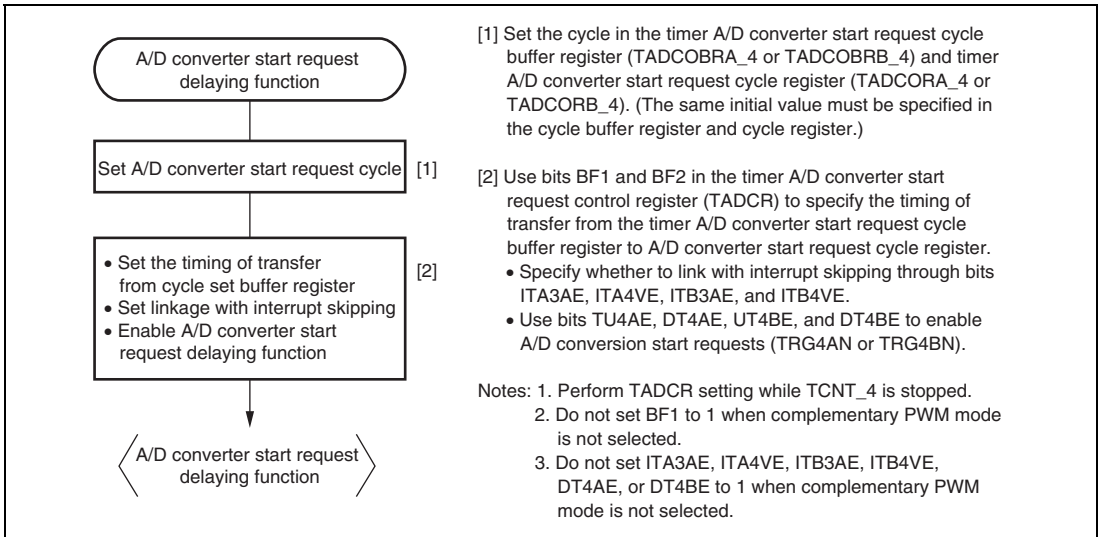 A/D converter start request
delaying function
Set A/D converter start request cycle
[1]
• Set the timing of transfer
from cycle set buffer register
• Set linkage with interrupt skipping
• Enable A/D converter start
request delaying function
[2]
A/D converter start request
delaying function
[1] Set the cycle in the timer A/D converter start request cycle
buffer register (TADCOBRA_4 or TADCOBRB_4) and timer
A/D converter start request cycle register (TADCORA_4 or
TADCORB_4). (The same initial value must be specified in
the cycle buffer register and cycle register.)
[2] Use bits BF1 and BF2 in the timer A/D converter start
request control register (TADCR) to specify the timing of
transfer from the timer A/D converter start request cycle
buffer register to A/D converter start request cycle register.
• Specify whether to link with interrupt skipping through bits
ITA3AE, ITA4VE, ITB3AE, and ITB4VE.
• Use bits TU4AE, DT4AE, UT4BE, and DT4BE to enable
A/D conversion start requests (TRG4AN or TRG4BN).
Notes: 1. Perform TADCR setting while TCNT_4 is stopped.
2. Do not set BF1 to 1 when complementary PWM mode
is not selected.
3. Do not set ITA3AE, ITA4VE, ITB3AE, ITB4VE,
DT4AE, or DT4BE to 1 when complementary PWM
mode is not selected.